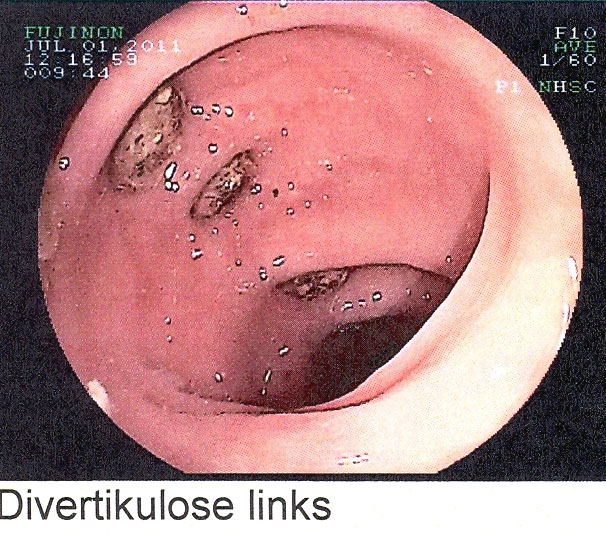 FUJINON
JUL.01,2011
12:16:59
009:44
F10
AVE
1/60
P1 NHSC
Divertikulose links